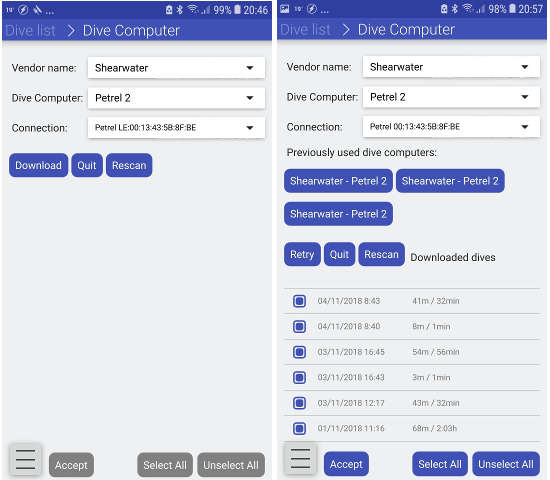 19° ... 99% 20:46
Dive list > Dive Computer
Vendor name: Shearwater
Dive Computer: Petrel 2
Connection: Petrel LE:00:13:43:5B:8F:BE
Download Quit Rescan
Accept Select All Unselect All
19° ... 98% 20:57
Dive list > Dive Computer
Vendor name: Shearwater
Dive Computer: Petrel 2
Connection: Petrel 00:13:43:5B:8F:BE
Previously used dive computers:
Shearwater - Petrel 2 Shearwater - Petrel 2
Shearwater - Petrel 2
Retry Quit Rescan Downloaded dives
04/11/2018 8:43 41m / 32min
04/11/2018 8:40 8m / 1min
03/11/2018 16:45 54m / 56min
03/11/2018 16:43 3m / 1min
03/11/2018 12:17 43m / 32min
01/11/2018 11:16 68m / 2:03h
Accept Select All Unselect All